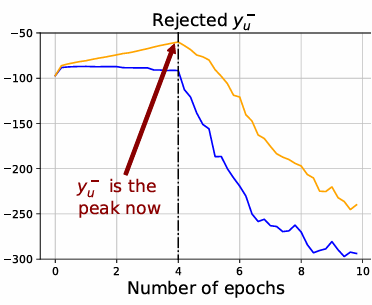 Rejected $y_u^-$
−50
−100
−150
−200
−250
−300
$y_u^-$ is the
peak now
0 2 4 6 8 10
Number of epochs